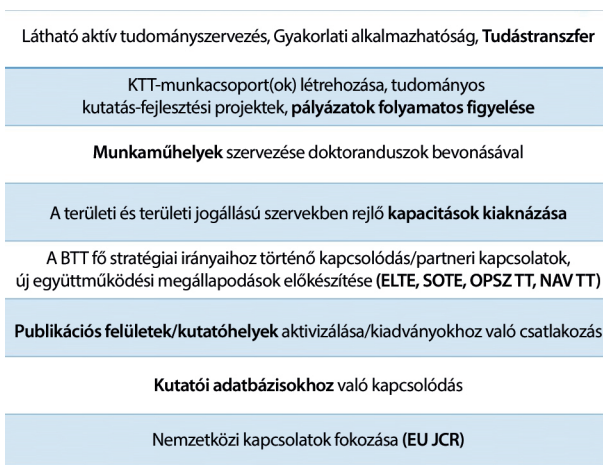 Látható aktív tudományszervezés, Gyakorlati alkalmazhatóság, Tudástranszfer
KTT-munkacsoport(ok) létrehozása, tudományos
kutatás-fejlesztési projektek, pályázatok folyamatos figyelése
Munkaműhelyek szervezése doktoranduszok bevonásával
A területi és területi jogállású szervekben rejlő kapacitások kiaknázása
A BTT fő stratégiai irányaihoz történő kapcsolódás/partneri kapcsolatok,
új együttműködési megállapodások előkészítése (ELTE, SOTE, OPSZ TT, NAV TT)
Publikációs felületek/kutatóhelyek aktivizálása/kiadványokhoz való csatlakozás
Kutatói adatbázisokhoz való kapcsolódás
Nemzetközi kapcsolatok fokozása (EU JCR)